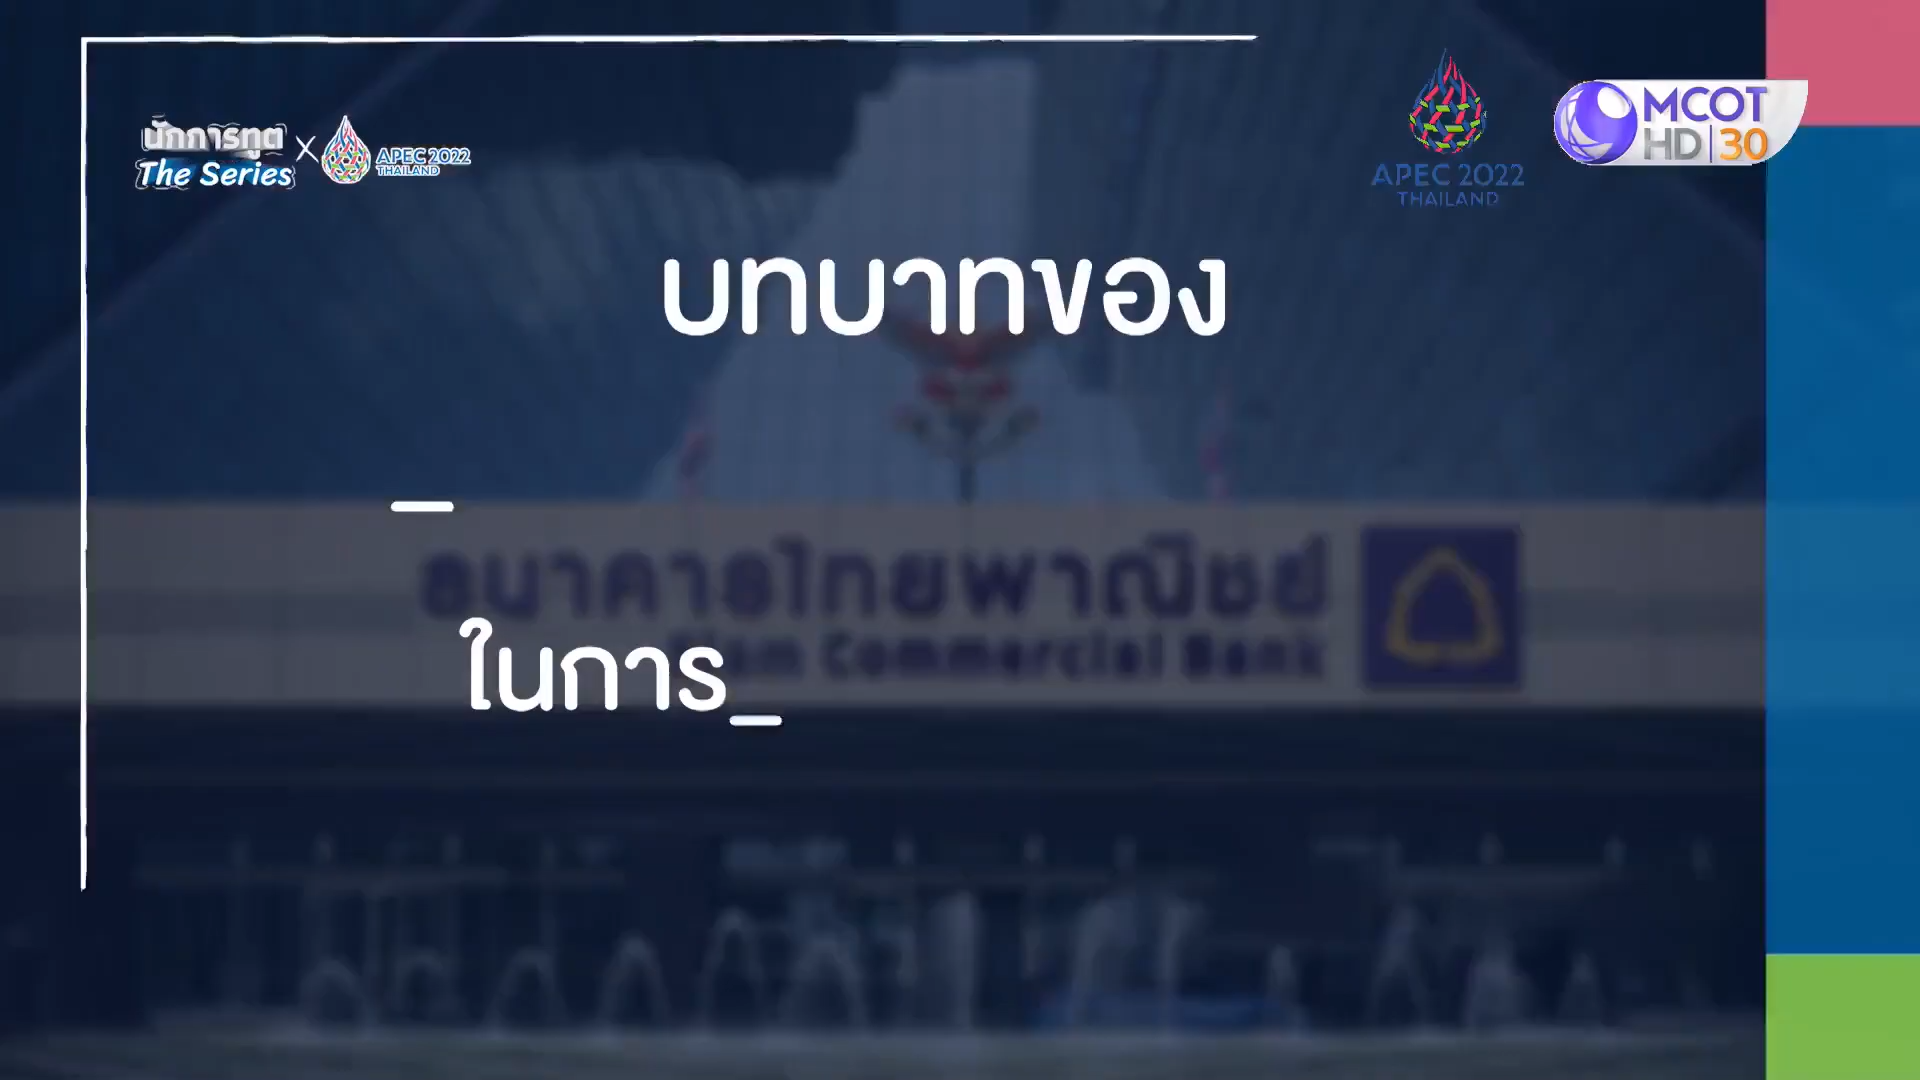 นักการทูต
The Series
×
APEC 2022
THAILAND
APEC 2022
THAILAND
MCOT
HD|30
บทบาทของ
_
ธนาคารไทยพาณิชย์
Siam Commercial Bank
ในการ_